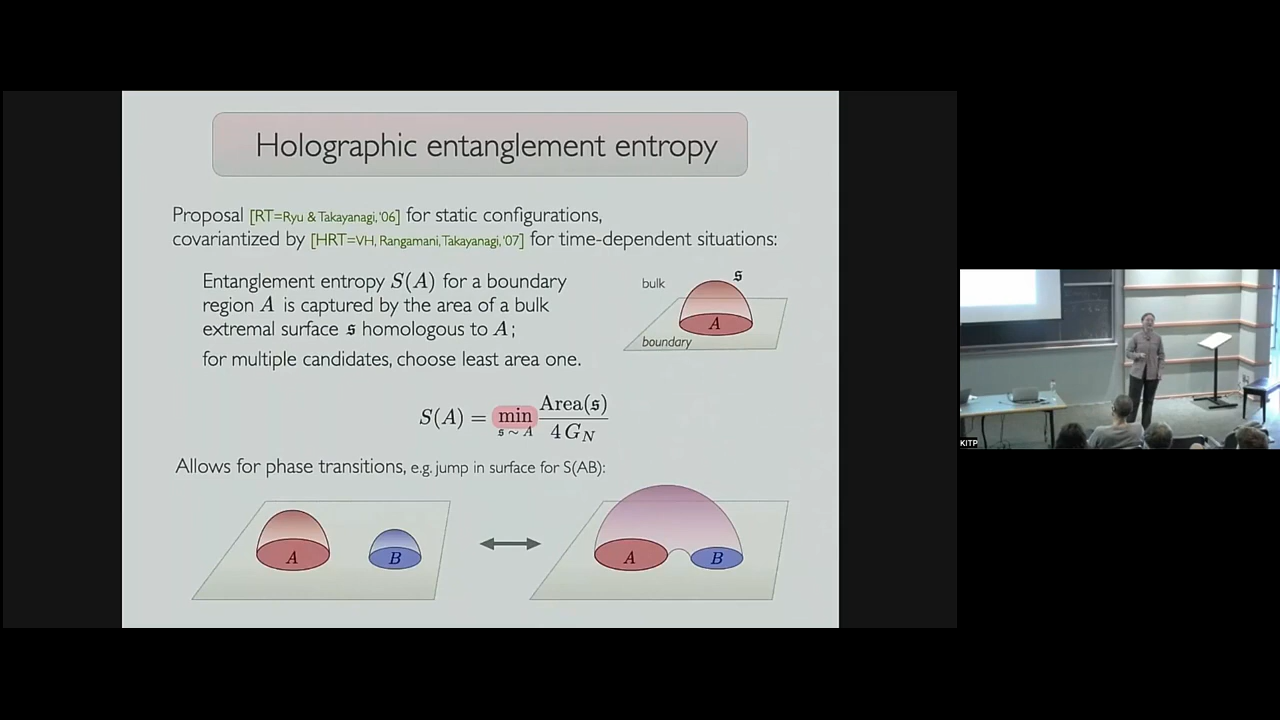 Holographic entanglement entropy
Proposal [RT=Ryu & Takayanagi,'06] for static configurations,
covariantized by [HRT=VH, Rangamani, Takayanagi,'07] for time-dependent situations:
Entanglement entropy S(A) for a boundary
region A is captured by the area of a bulk
extremal surface 𝔰 homologous to A;
for multiple candidates, choose least area one.
bulk
𝔰
A
boundary
S(A) = min_{𝔰 ~ A} Area(𝔰) / 4 G_N
Allows for phase transitions, e.g. jump in surface for S(AB):
A B
A B
KITP